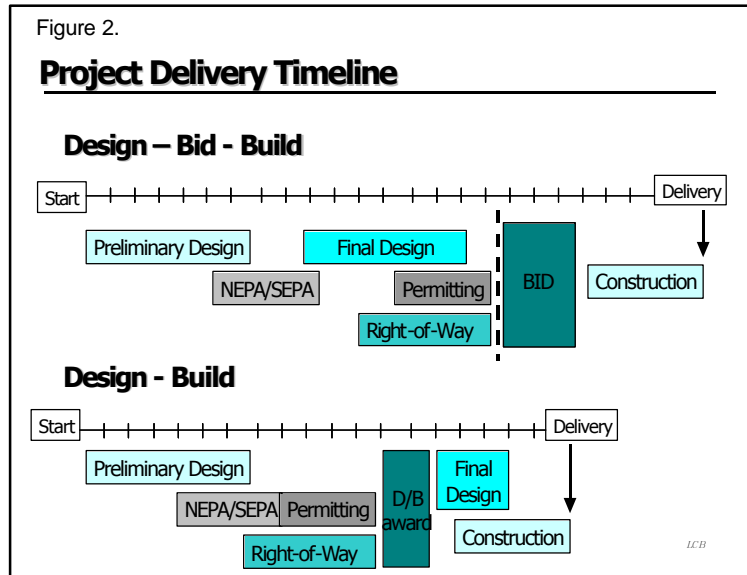 Figure 2.
Project Delivery Timeline
Design – Bid - Build
Start
Delivery
Preliminary Design
Final Design
NEPA/SEPA
Permitting
BID
Construction
Right-of-Way
Design - Build
Start
Delivery
Preliminary Design
D/B
award
Final
Design
NEPA/SEPA
Permitting
Right-of-Way
Construction
LCB